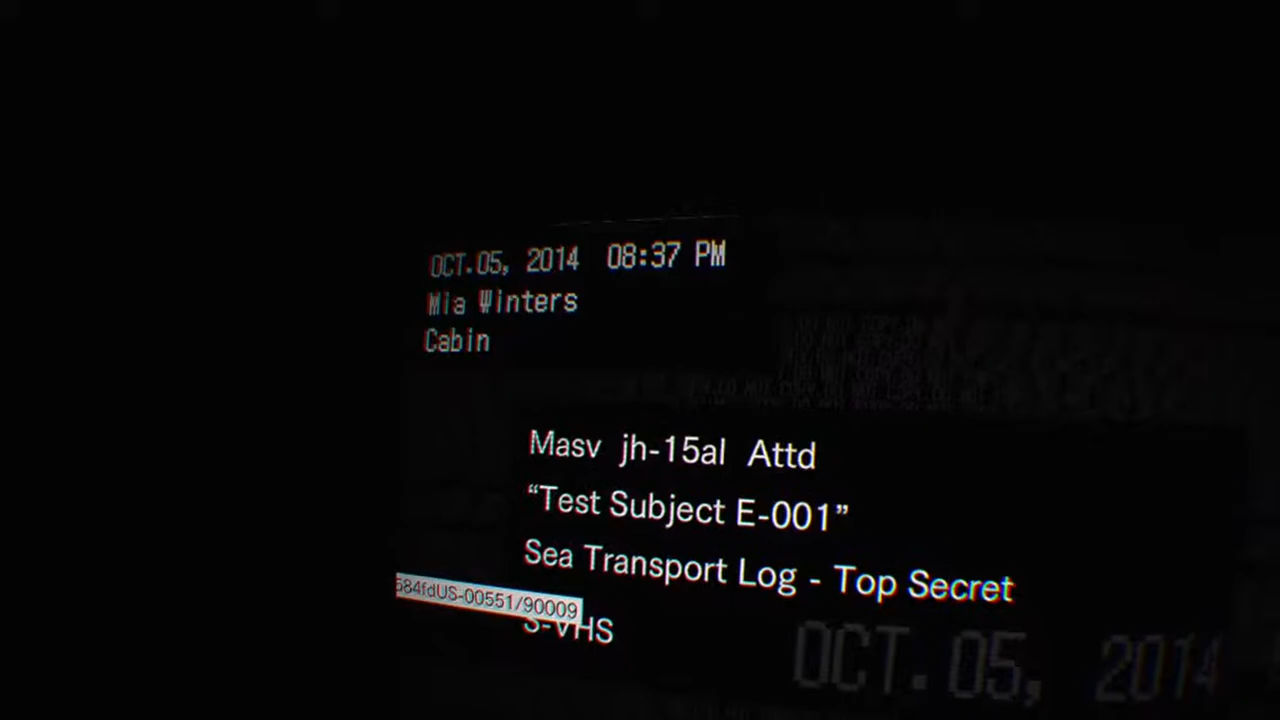 OCT.05, 2014 08:37 PM
Mia Winters
Cabin
Masv jh-15al Attd
“Test Subject E-001”
Sea Transport Log - Top Secret
584fdUS-00551/90009
S-VHS
OCT.05, 2014